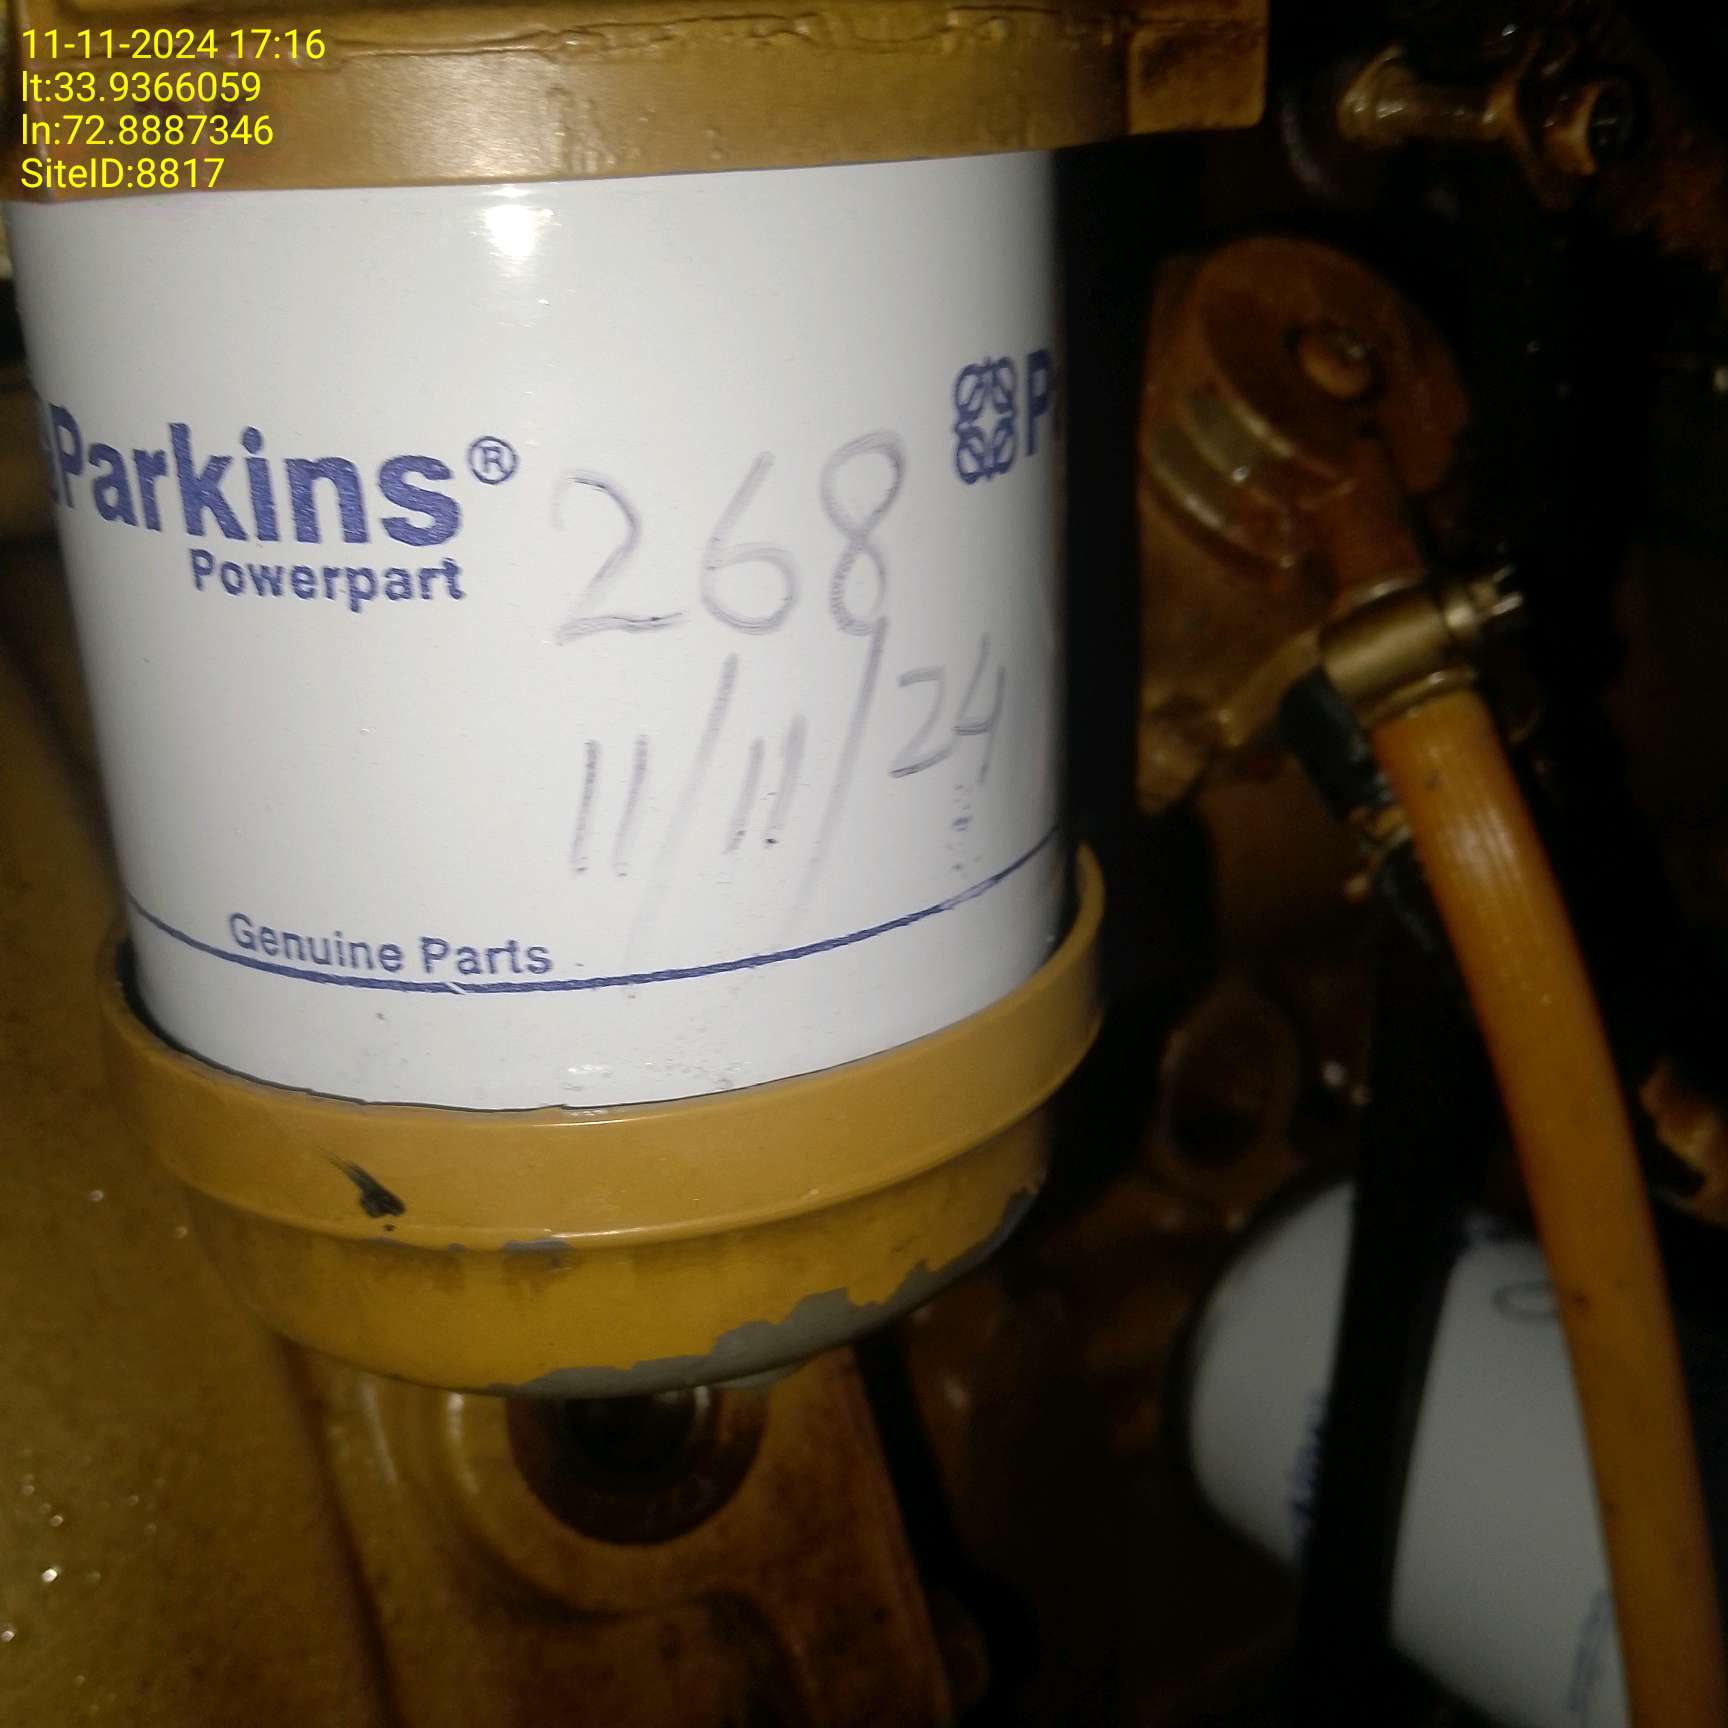 11-11-2024 17:16
lt:33.9366059
ln:72.8887346
SiteID:8817
Parkins®
Powerpart
268
11/11/24
Genuine Parts